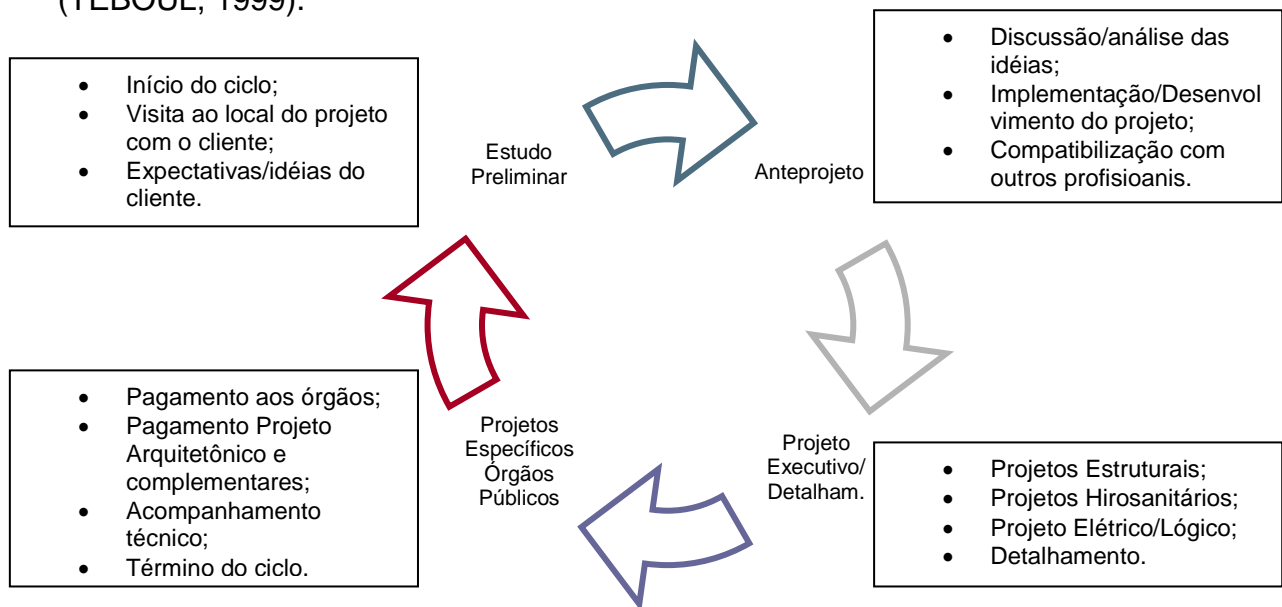 (TEBOUL, 1999).
• Início do ciclo;
• Visita ao local do projeto
com o cliente;
• Expectativas/idéias do
cliente.
Estudo
Preliminar
Anteprojeto
• Discussão/análise das
idéias;
• Implementação/Desenvol
vimento do projeto;
• Compatibilização com
outros profisioanis.
• Pagamento aos órgãos;
• Pagamento Projeto
Arquitetônico e
complementares;
• Acompanhamento
técnico;
• Término do ciclo.
Projetos
Específicos
Órgãos
Públicos
Projeto
Executivo/
Detalham.
• Projetos Estruturais;
• Projetos Hirosanitários;
• Projeto Elétrico/Lógico;
• Detalhamento.